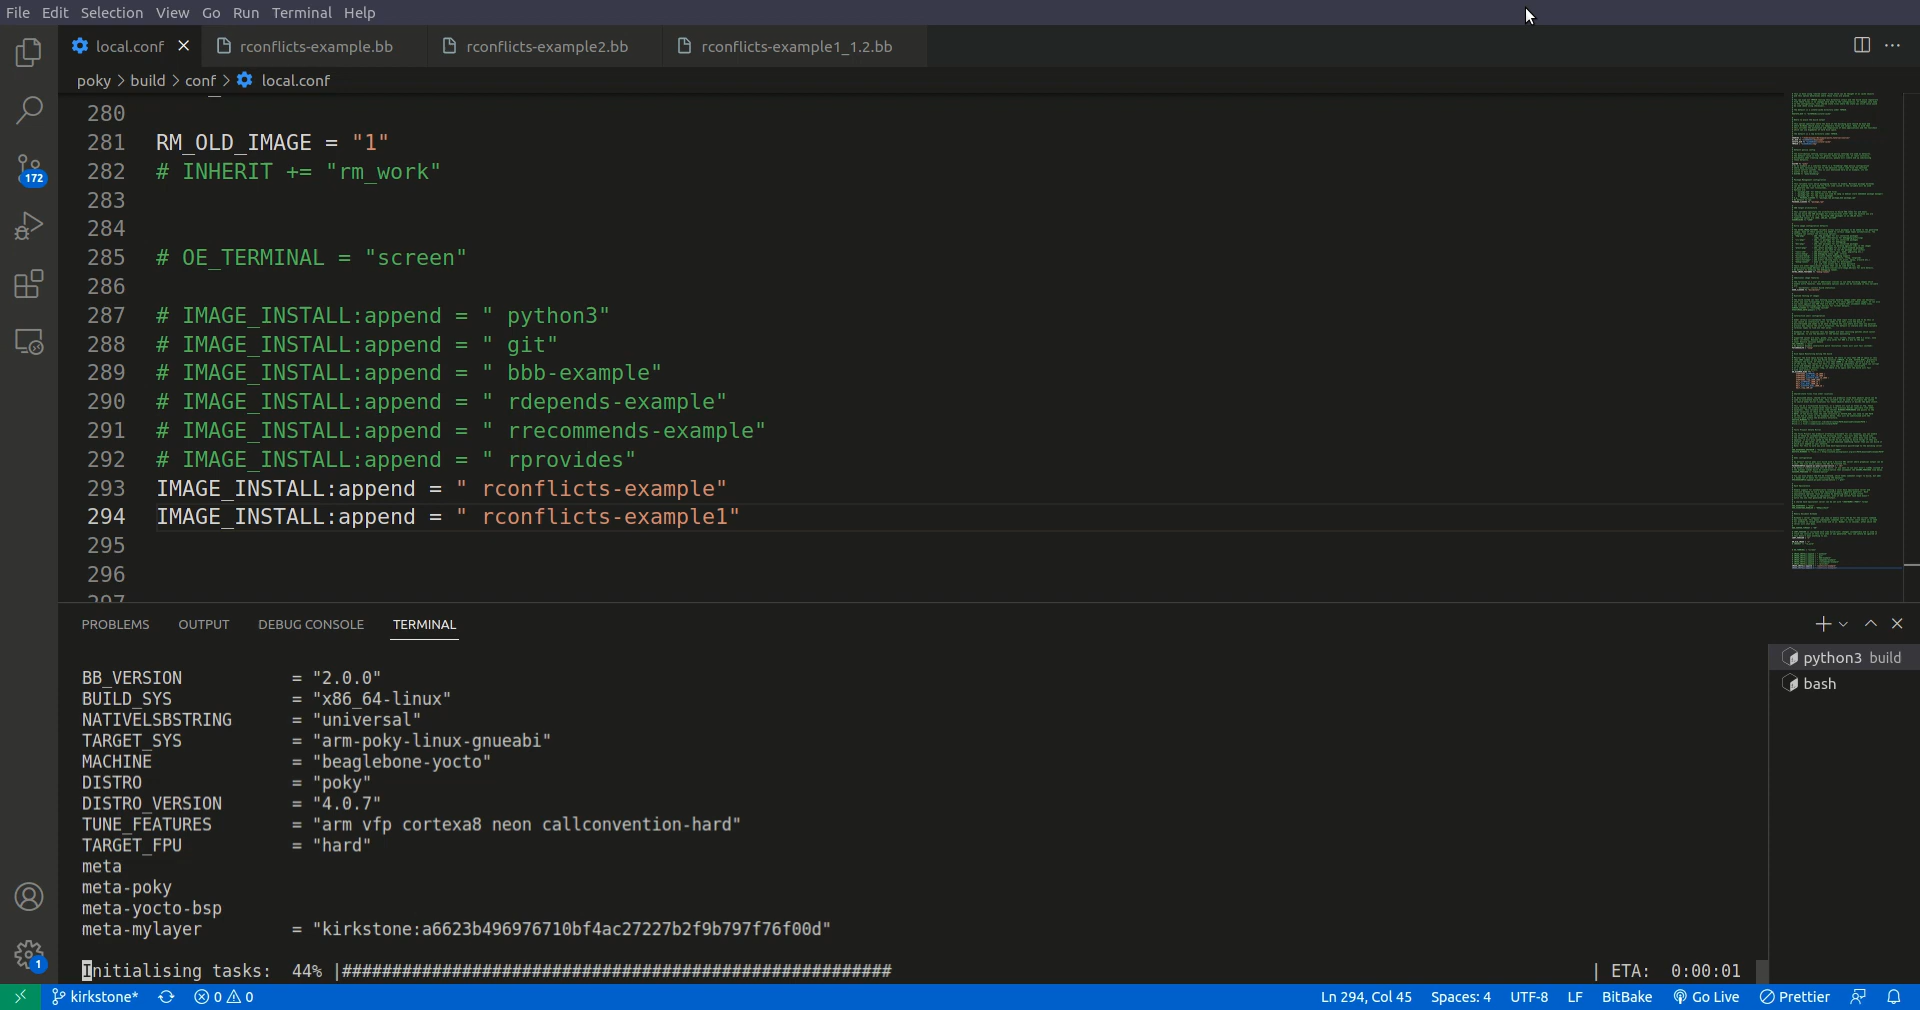 File Edit Selection View Go Run Terminal Help
local.conf rconflicts-example.bb rconflicts-example2.bb rconflicts-example1_1.2.bb
poky > build > conf > local.conf
280
281 RM_OLD_IMAGE = "1"
282 # INHERIT += "rm_work"
283
284
285 # OE_TERMINAL = "screen"
286
287 # IMAGE_INSTALL:append = " python3"
288 # IMAGE_INSTALL:append = " git"
289 # IMAGE_INSTALL:append = " bbb-example"
290 # IMAGE_INSTALL:append = " rdepends-example"
291 # IMAGE_INSTALL:append = " rrecommends-example"
292 # IMAGE_INSTALL:append = " rprovides"
293 IMAGE_INSTALL:append = " rconflicts-example"
294 IMAGE_INSTALL:append = " rconflicts-example1"
295
296
297
172
PROBLEMS OUTPUT DEBUG CONSOLE TERMINAL
python3 build
bash
BB_VERSION = "2.0.0"
BUILD_SYS = "x86_64-linux"
NATIVELSBSTRING = "universal"
TARGET_SYS = "arm-poky-linux-gnueabi"
MACHINE = "beaglebone-yocto"
DISTRO = "poky"
DISTRO_VERSION = "4.0.7"
TUNE_FEATURES = "arm vfp cortexa8 neon callconvention-hard"
TARGET_FPU = "hard"
meta
meta-poky
meta-yocto-bsp
meta-mylayer = "kirkstone:a6623b496976710bf4ac27227b2f9b797f76f00d"
Initialising tasks: 44% |####################################################### | ETA: 0:00:01
1
kirkstone* 0 0 Ln 294, Col 45 Spaces: 4 UTF-8 LF BitBake Go Live Prettier